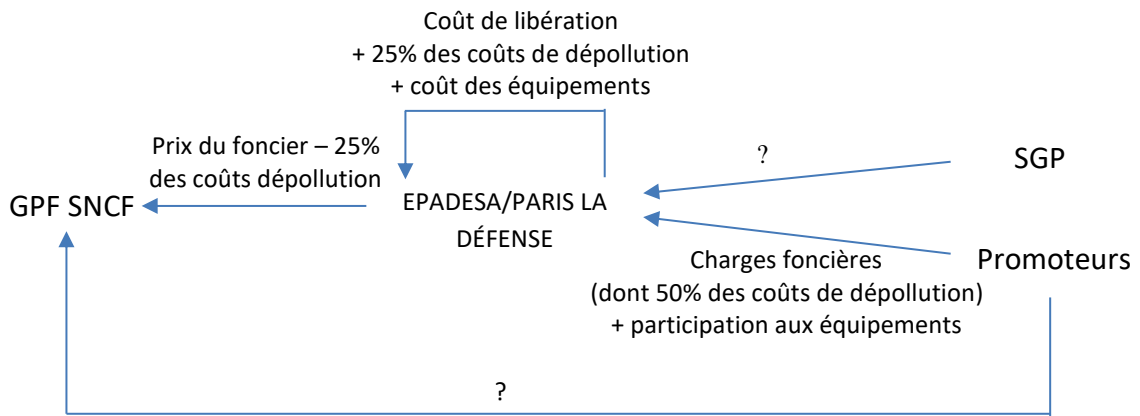 Coût de libération
+ 25% des coûts de dépollution
+ coût des équipements
Prix du foncier – 25%
des coûts dépollution
?
SGP
GPF SNCF
EPADESA/PARIS LA
DÉFENSE
Charges foncières
(dont 50% des coûts de dépollution)
+ participation aux équipements
Promoteurs
?